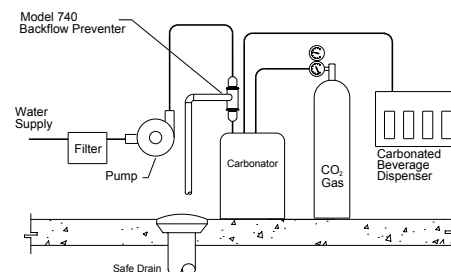 Model 740
Backflow Preventer
Water
Supply
Filter
Pump
Carbonator
CO₂
Gas
Carbonated
Beverage
Dispenser
Safe Drain